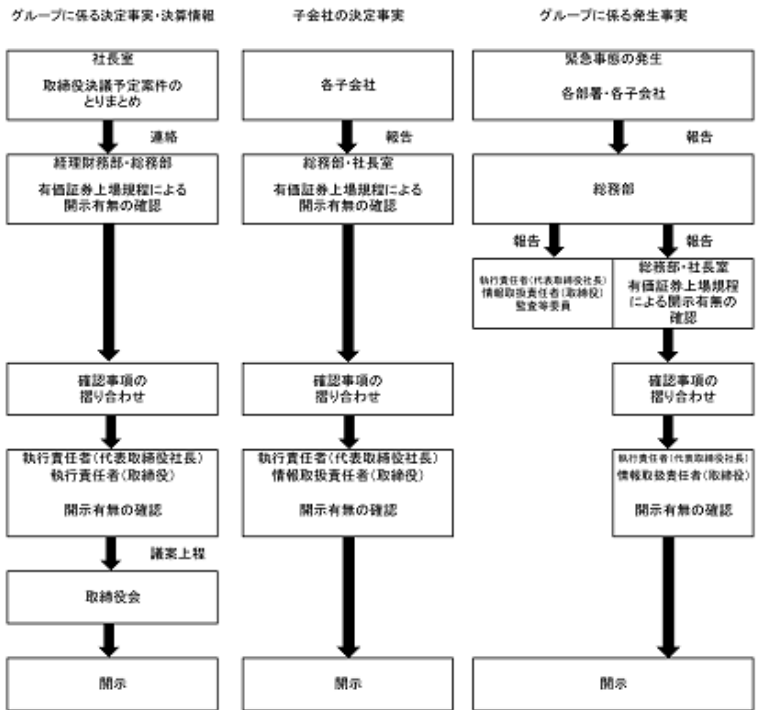 グループに係る決定事実・決算情報
社長室
取締役決議予定案件の
とりまとめ
連絡
経理財務部・総務部
有価証券上場規程による
開示有無の確認
確認事項の
摺り合わせ
執行責任者(代表取締役社長)
執行責任者(取締役)
開示有無の確認
議案上程
取締役会
開示
子会社の決定事実
各子会社
報告
総務部・社長室
有価証券上場規程による
開示有無の確認
確認事項の
摺り合わせ
執行責任者(代表取締役社長)
情報取扱責任者(取締役)
開示有無の確認
開示
グループに係る発生事実
緊急事態の発生
各部署・各子会社
報告
総務部
報告
報告
執行責任者(代表取締役社長)
情報取扱責任者(取締役)
監査等委員
総務部・社長室
有価証券上場規程
による開示有無の
確認
確認事項の
摺り合わせ
執行責任者(代表取締役社長)
情報取扱責任者(取締役)
開示有無の確認
開示